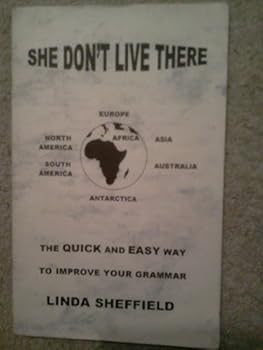 SHE DON'T LIVE THERE
EUROPE
NORTH AMERICA AFRICA ASIA
SOUTH AMERICA AUSTRALIA
ANTARCTICA
THE QUICK AND EASY WAY
TO IMPROVE YOUR GRAMMAR
LINDA SHEFFIELD